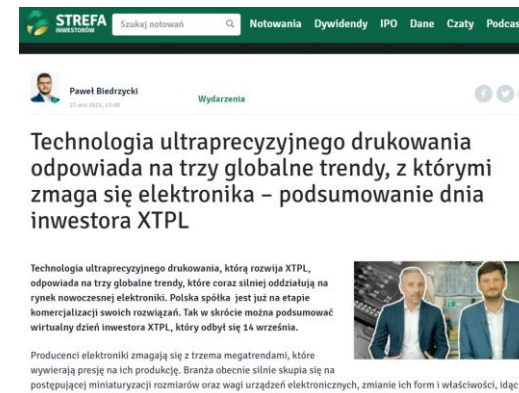 STREFA
INWESTORÓW
Szukaj notowań
Notowania Dywidendy IPO Dane Czaty Podcas
Paweł Biedrzycki
27 wrz 2021, 13:00
Wydarzenia
Technologia ultraprecyzyjnego drukowania
odpowiada na trzy globalne trendy, z którymi
zmaga się elektronika – podsumowanie dnia
inwestora XTPL
Technologia ultraprecyzyjnego drukowania, którą rozwija XTPL,
odpowiada na trzy globalne trendy, które coraz silniej oddziałują na
rynek nowoczesnej elektroniki. Polska spółka jest już na etapie
komercjalizacji swoich rozwiązań. Tak w skrócie można podsumować
wirtualny dzień inwestora XTPL, który odbył się 14 września.
Producenci elektroniki zmagają się z trzema megatrendami, które
wywierają presję na ich produkcję. Branża obecnie silnie skupia się na
postępującej miniaturyzacji rozmiarów oraz wagi urządzeń elektronicznych, zmianie ich form i właściwości, idąc